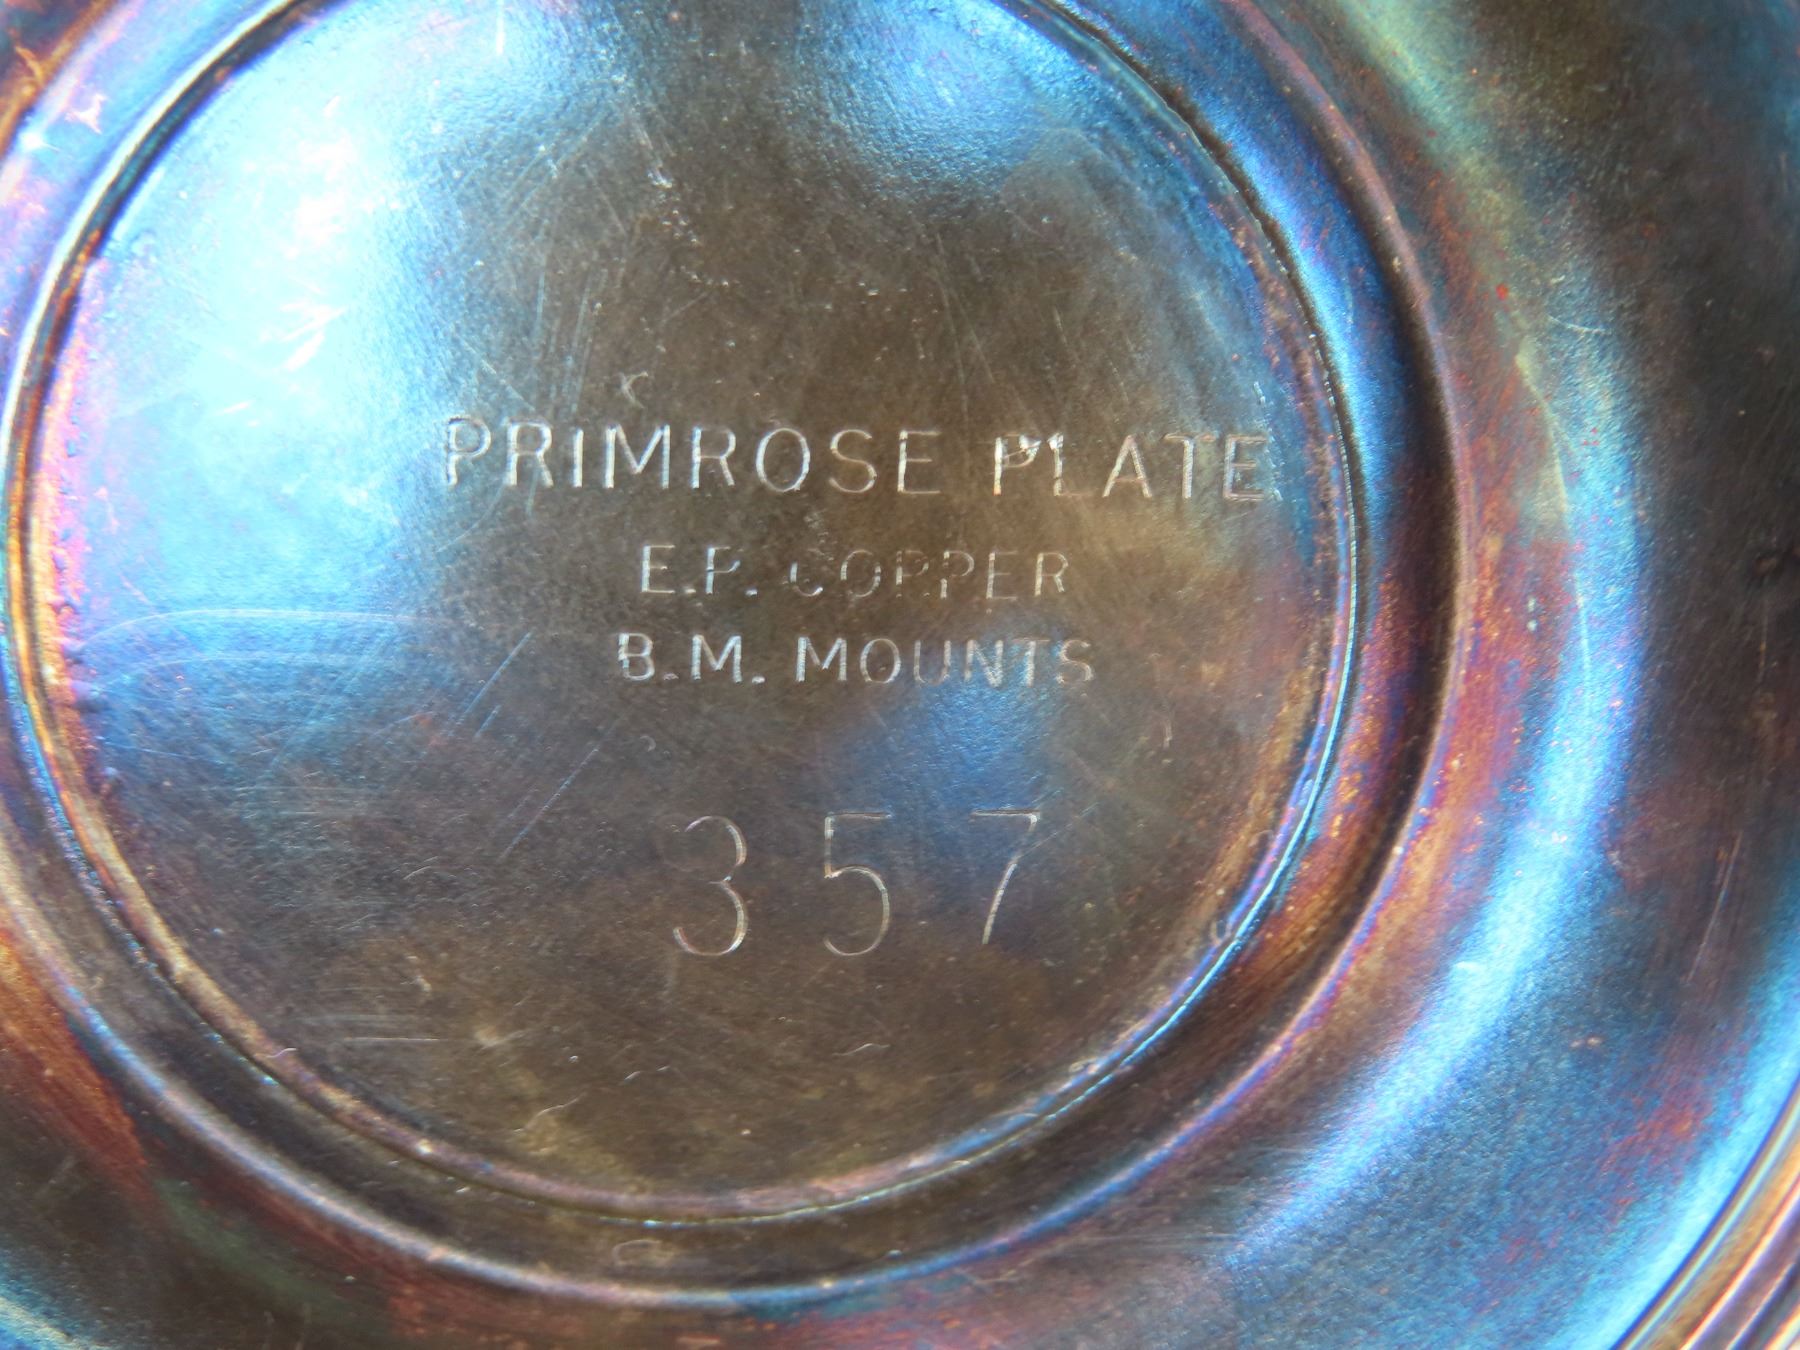 PRIMROSE PLATE
E.P. COPPER
B.M. MOUNTS
357